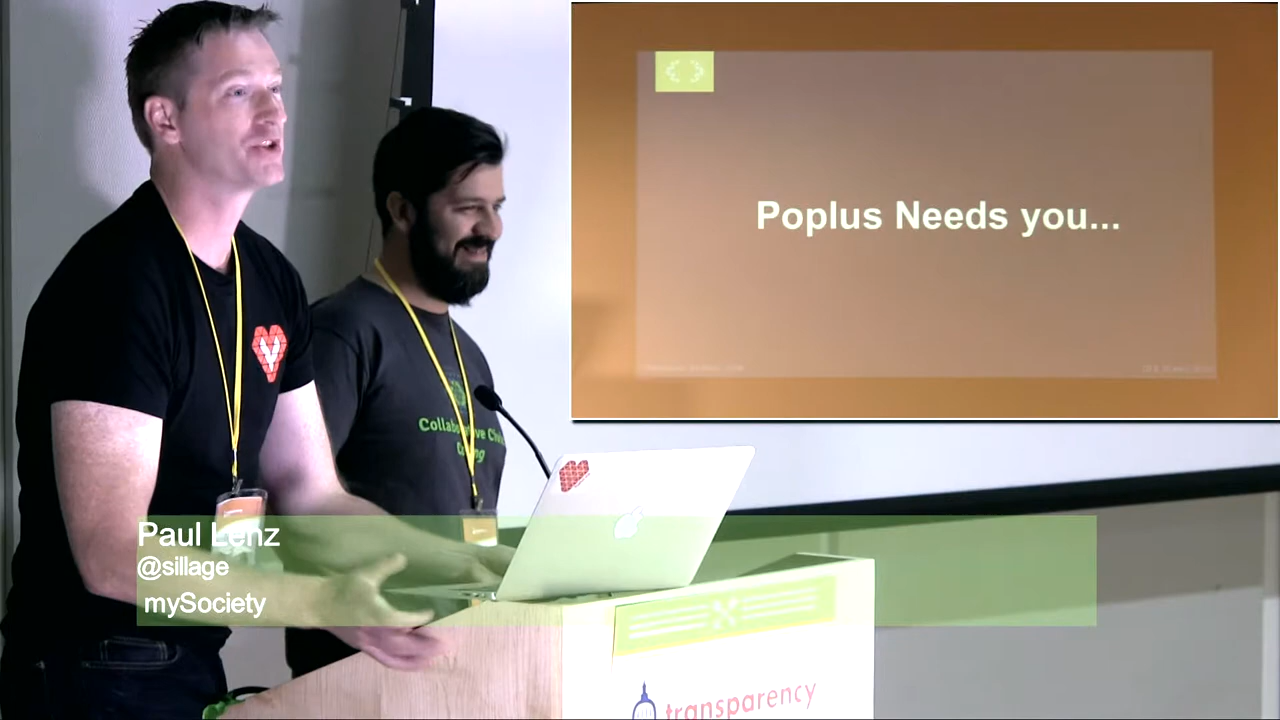 Poplus Needs you...
Paul Lenz
@sillage
mySociety
transparency